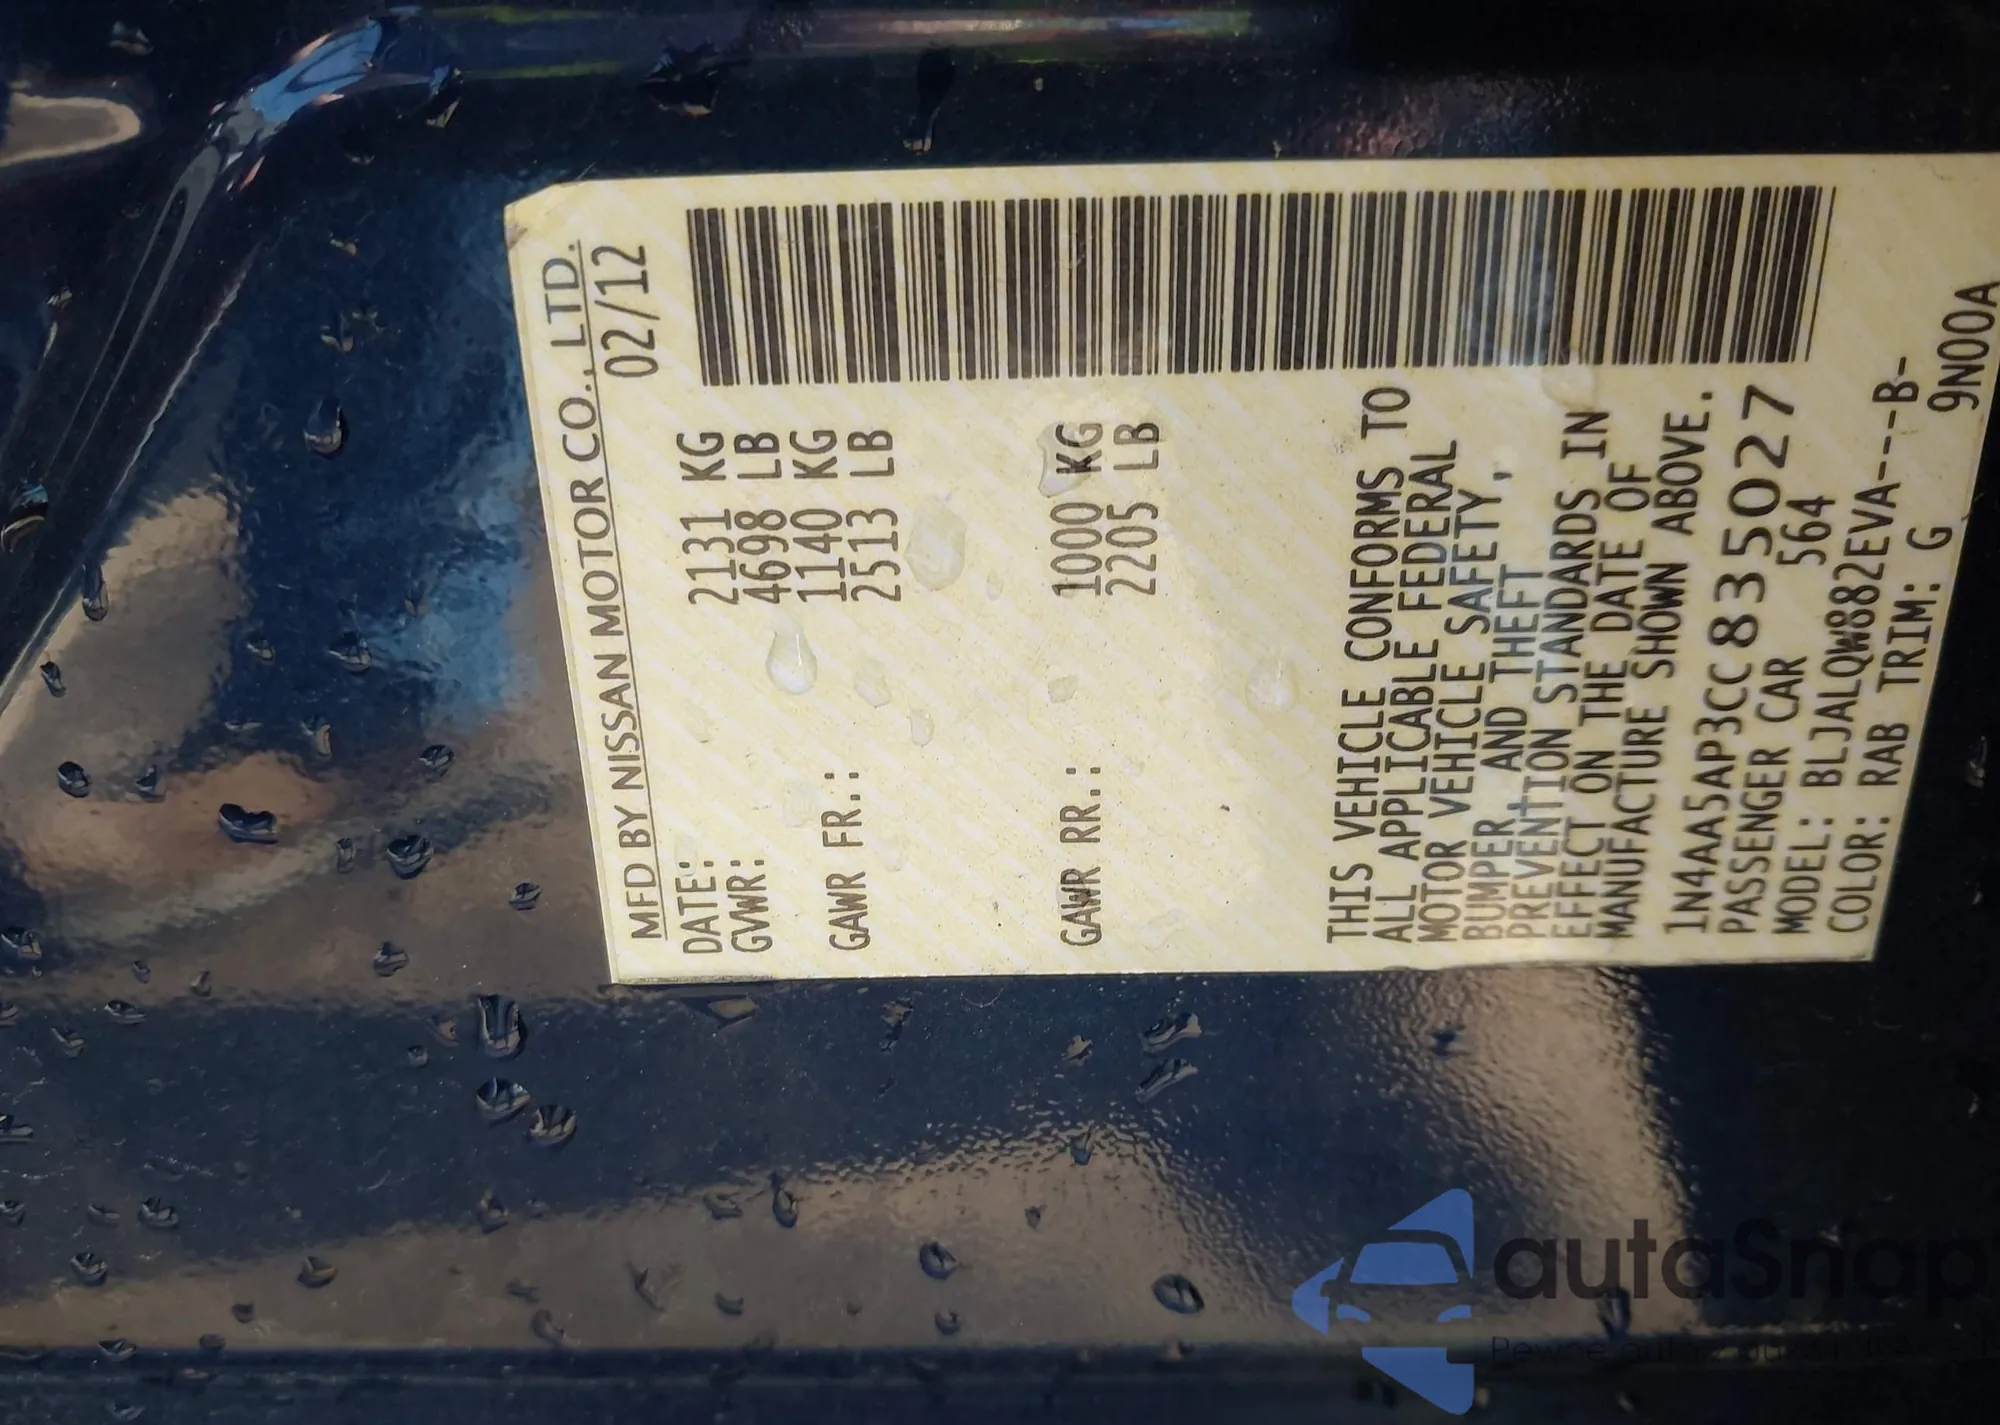 MFD BY NISSAN MOTOR CO., LTD.
DATE: 02/12
GVWR: 2131 KG
4698 LB
GAWR FR.: 1140 KG
2513 LB
GAWR RR.: 1000 KG
2205 LB
THIS VEHICLE CONFORMS TO
ALL APPLICABLE FEDERAL
MOTOR VEHICLE SAFETY,
BUMPER AND THEFT
PREVENTION STANDARDS IN
EFFECT ON THE DATE OF
MANUFACTURE SHOWN ABOVE.
1N4AA5AP3CC835027
PASSENGER CAR 564
MODEL: BLJALQW882EVA---B-
COLOR: RAB TRIM: G 9N00A
autaSnap